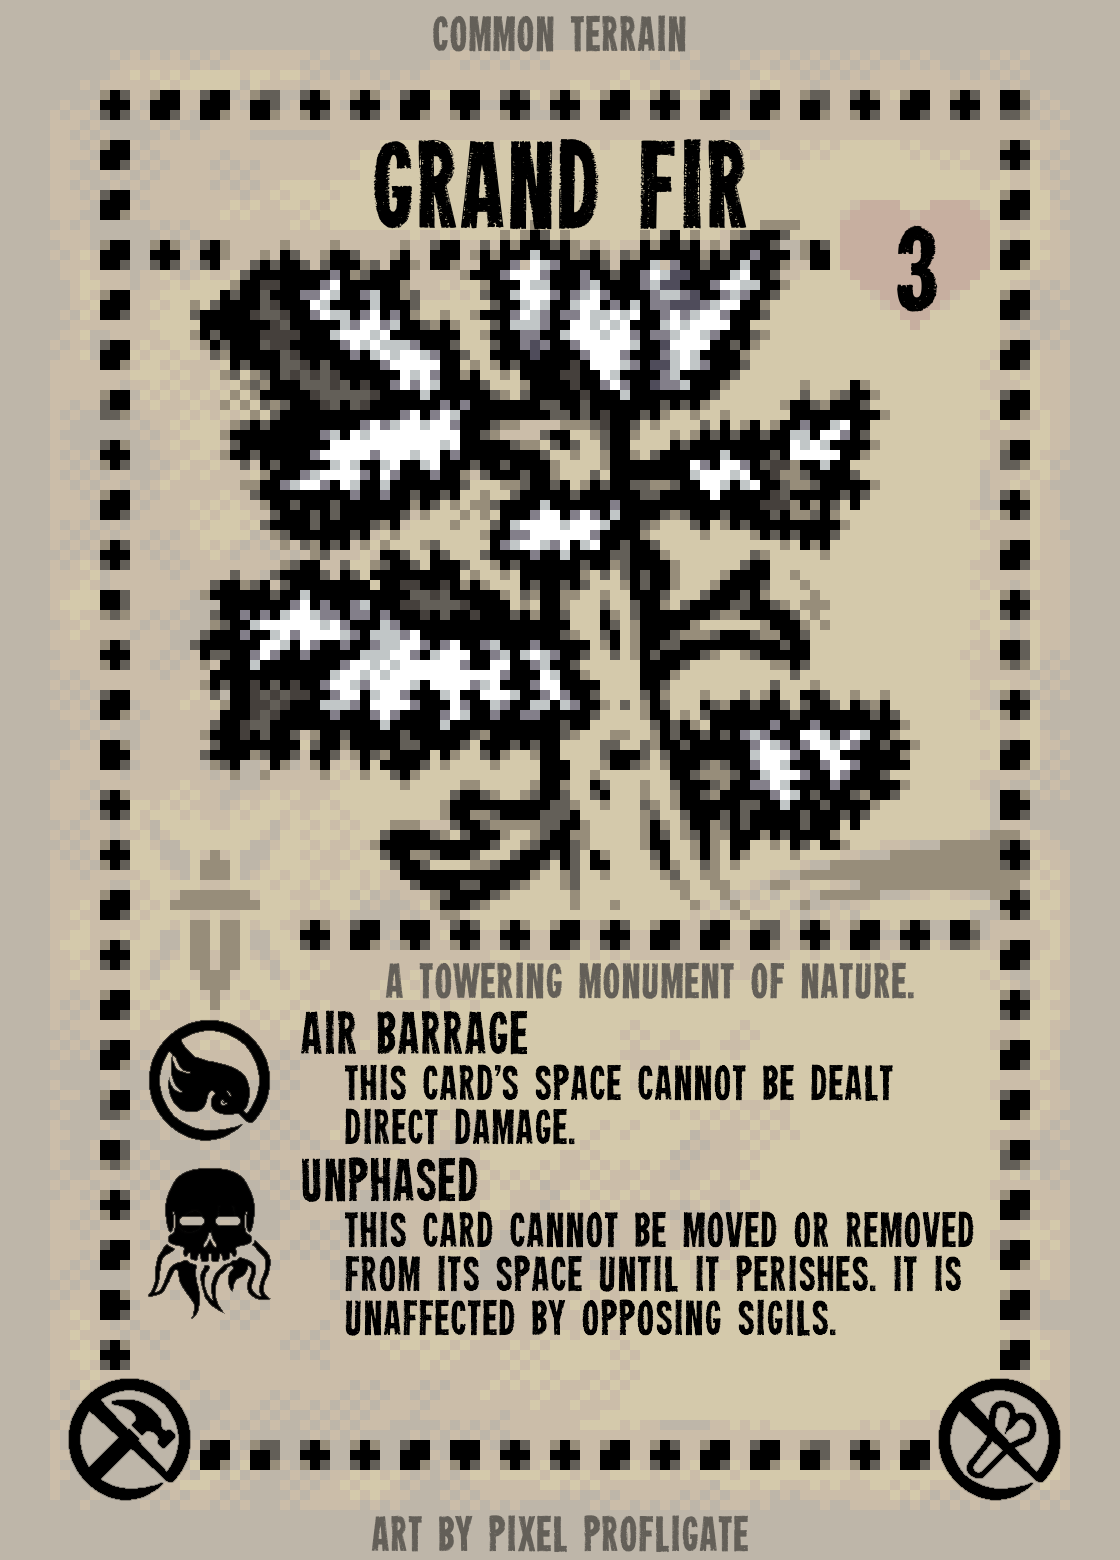 COMMON TERRAIN
GRAND FIR
3
A TOWERING MONUMENT OF NATURE.
AIR BARRAGE
THIS CARD'S SPACE CANNOT BE DEALT
DIRECT DAMAGE.
UNPHASED
THIS CARD CANNOT BE MOVED OR REMOVED
FROM ITS SPACE UNTIL IT PERISHES. IT IS
UNAFFECTED BY OPPOSING SIGILS.
ART BY PIXEL PROFLIGATE